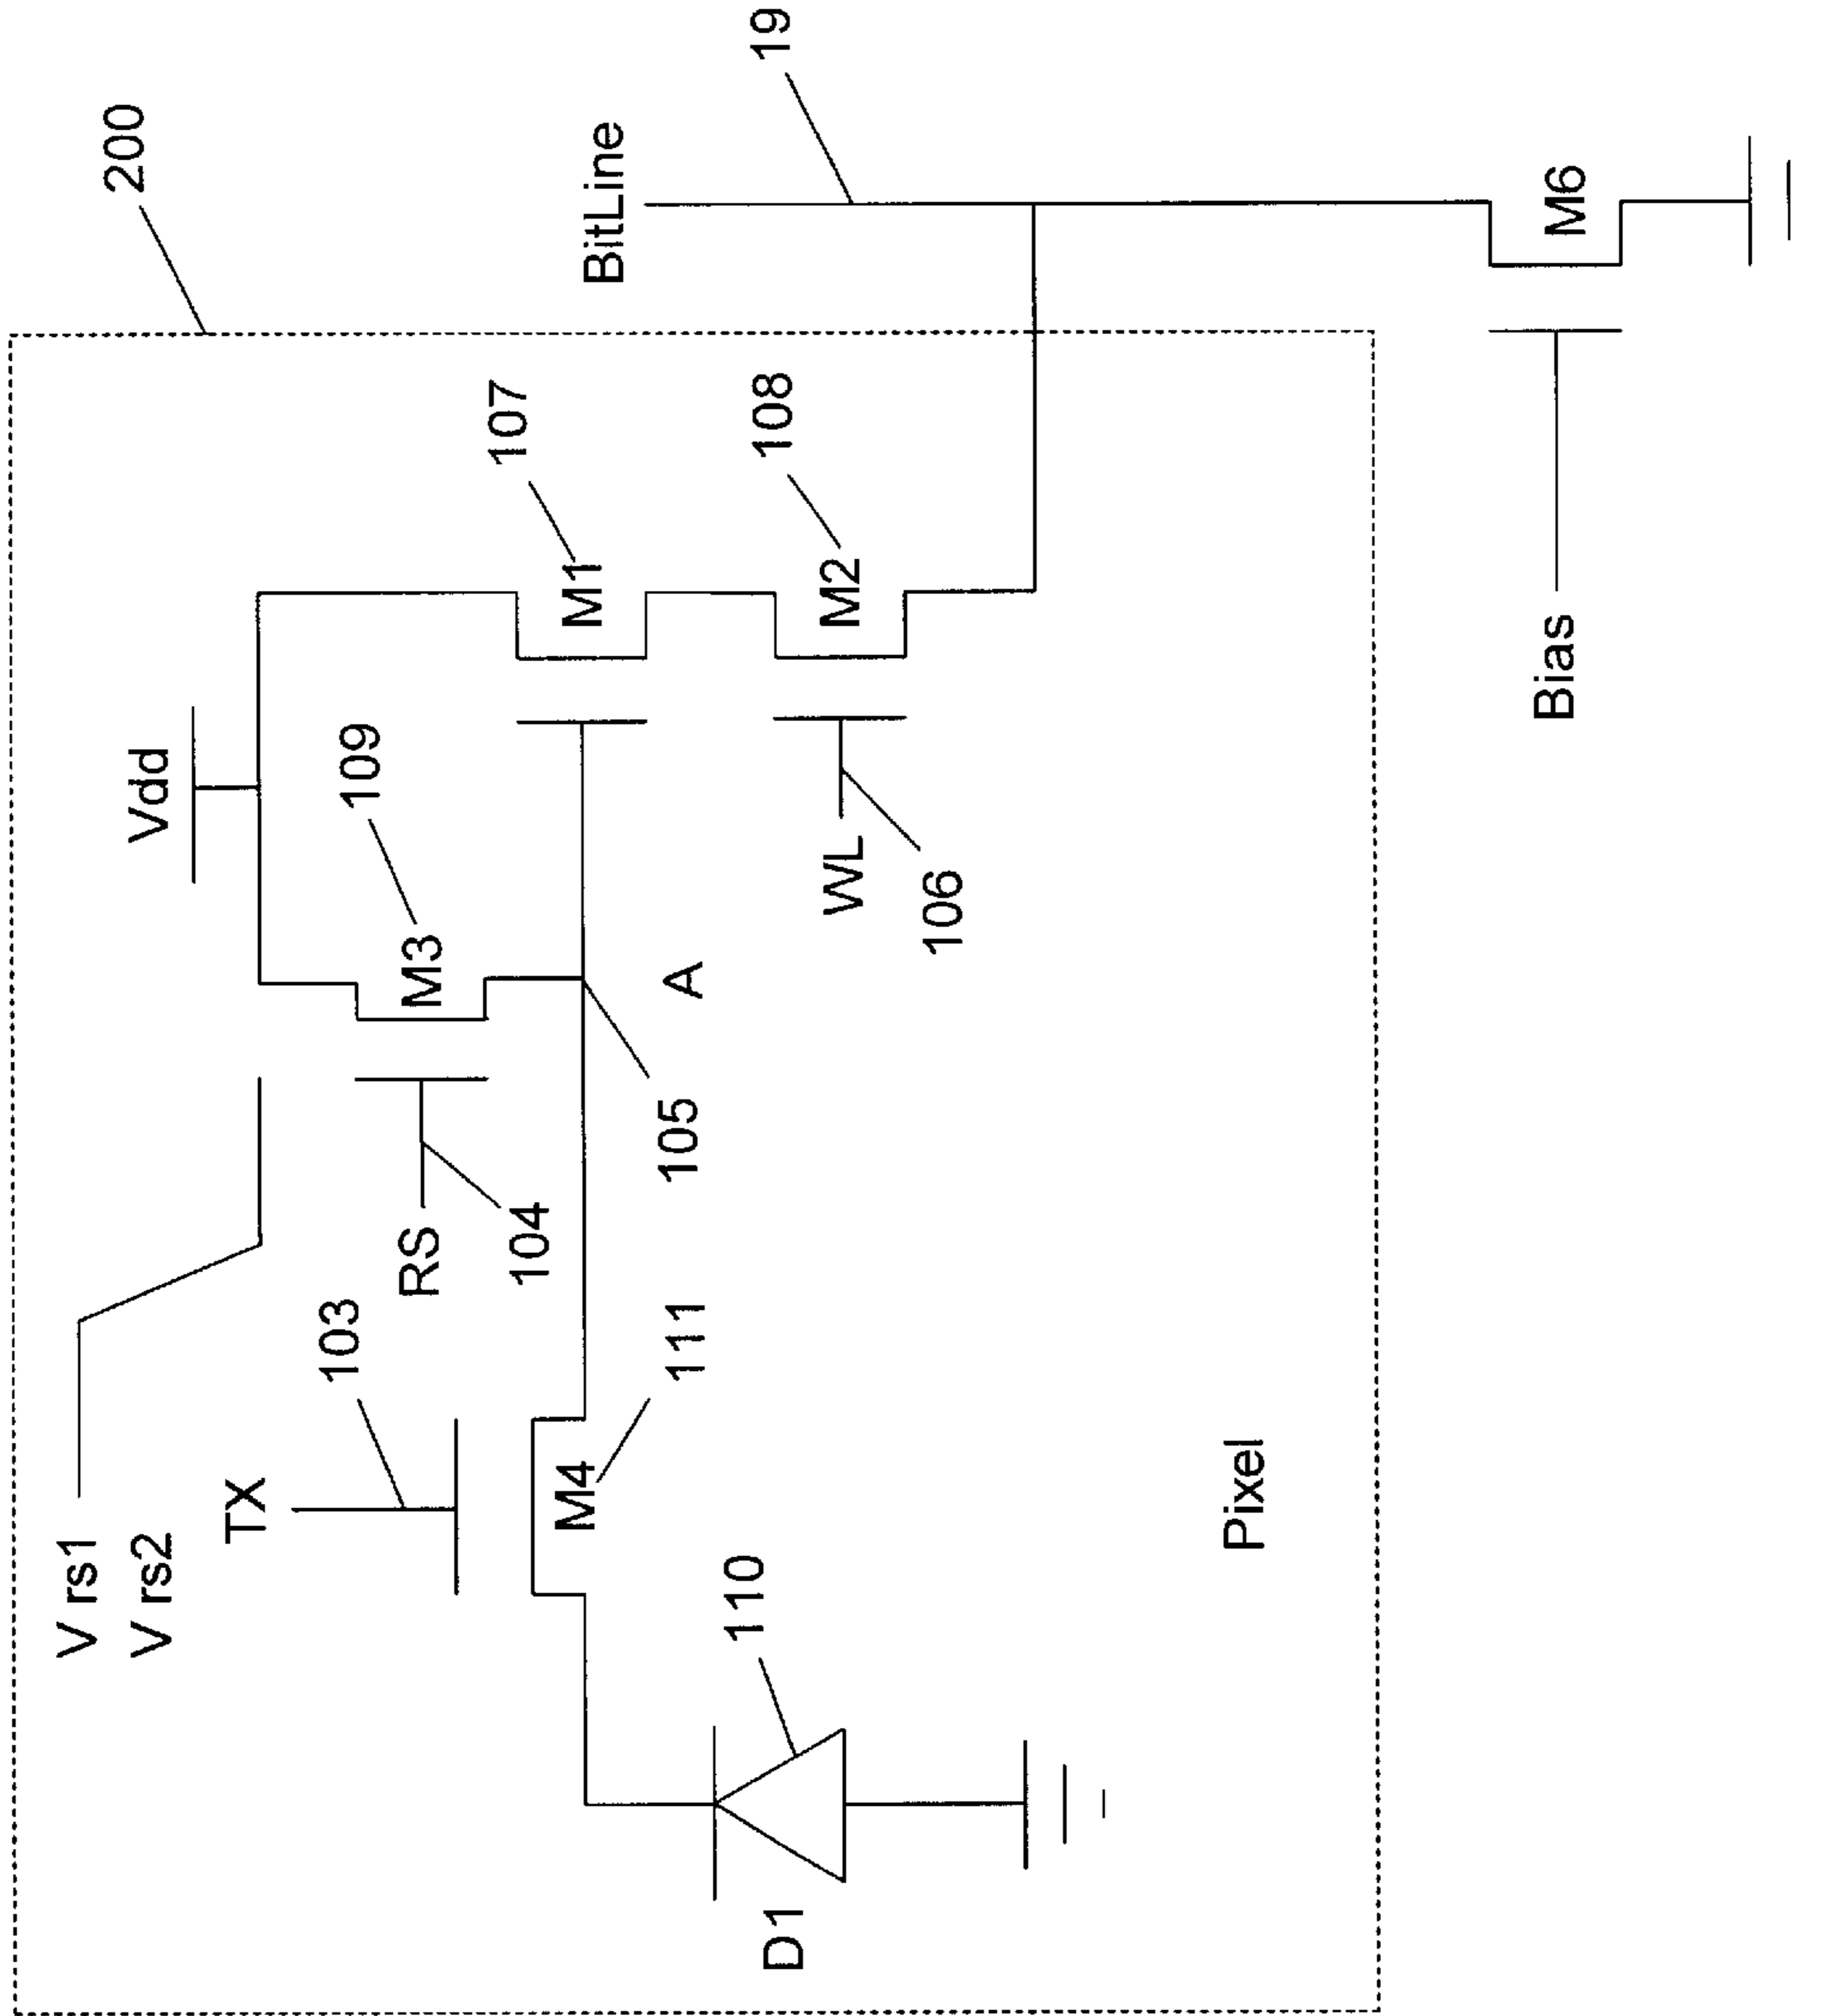 200
19
BitLine
Vdd
V rs1
V rs2
TX
103
109
107
M3
M1
RS
104
M4
111
105
A
108
M2
WL
106
110
D1
Pixel
Bias
M6